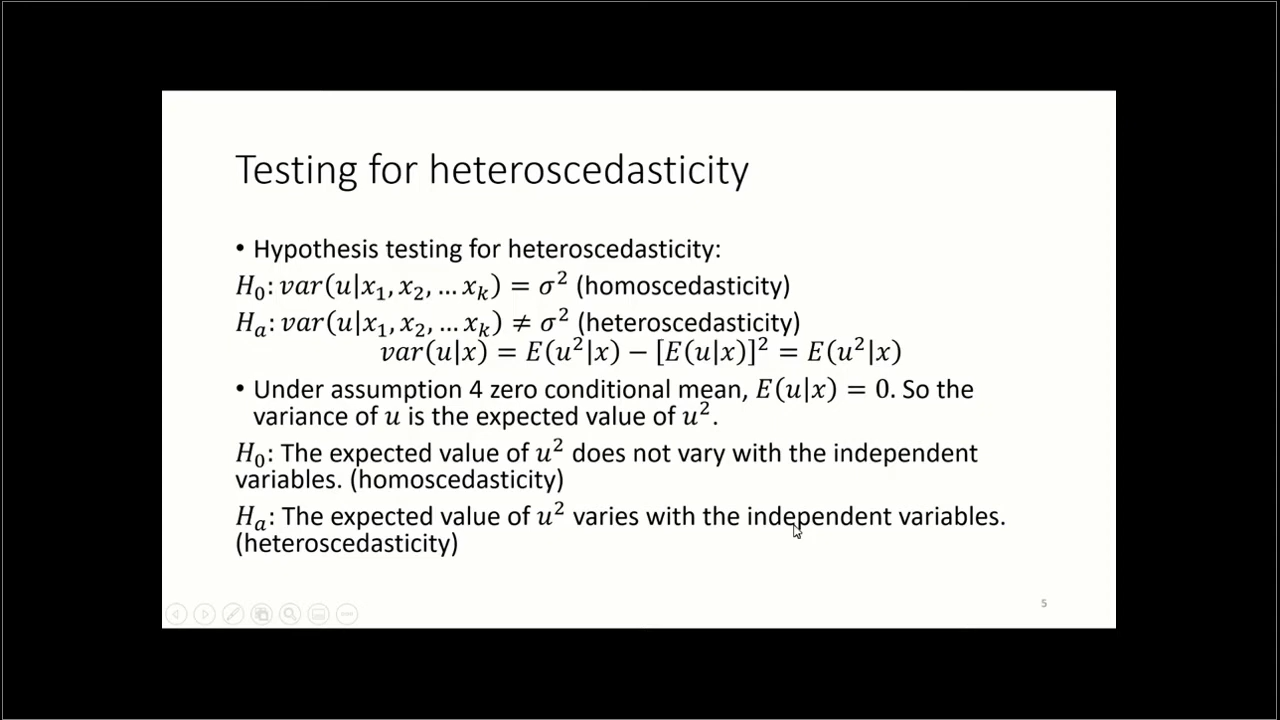 Testing for heteroscedasticity
• Hypothesis testing for heteroscedasticity:
H₀: var(u|x₁, x₂, … xₖ) = σ² (homoscedasticity)
Hₐ: var(u|x₁, x₂, … xₖ) ≠ σ² (heteroscedasticity)
var(u|x) = E(u²|x) − [E(u|x)]² = E(u²|x)
• Under assumption 4 zero conditional mean, E(u|x) = 0. So the
variance of u is the expected value of u².
H₀: The expected value of u² does not vary with the independent
variables. (homoscedasticity)
Hₐ: The expected value of u² varies with the independent variables.
(heteroscedasticity)
5